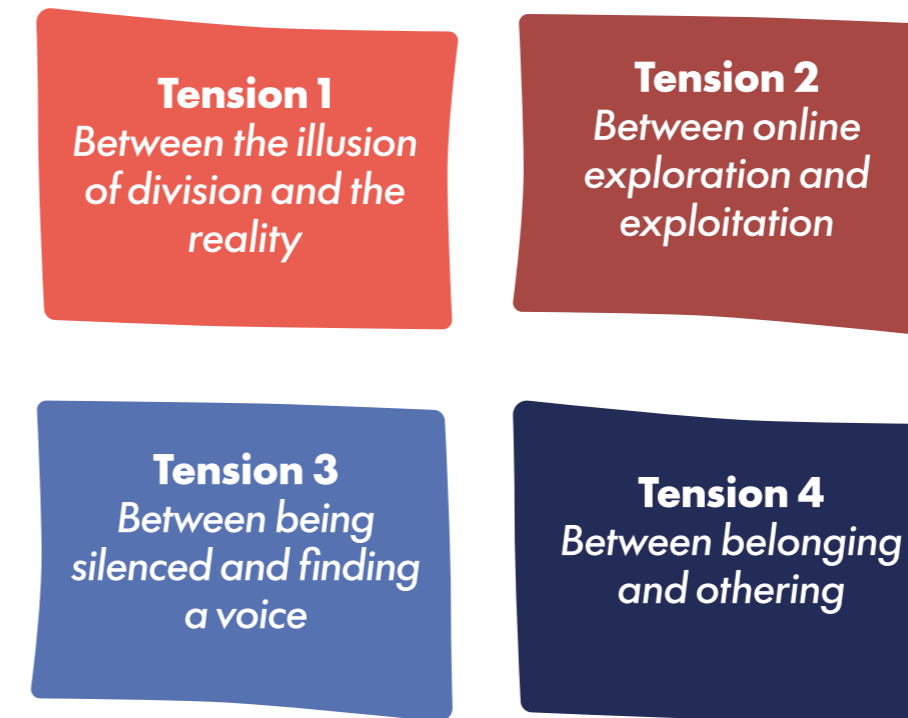 Tension 1
Between the illusion
of division and the
reality
Tension 2
Between online
exploration and
exploitation
Tension 3
Between being
silenced and finding
a voice
Tension 4
Between belonging
and othering